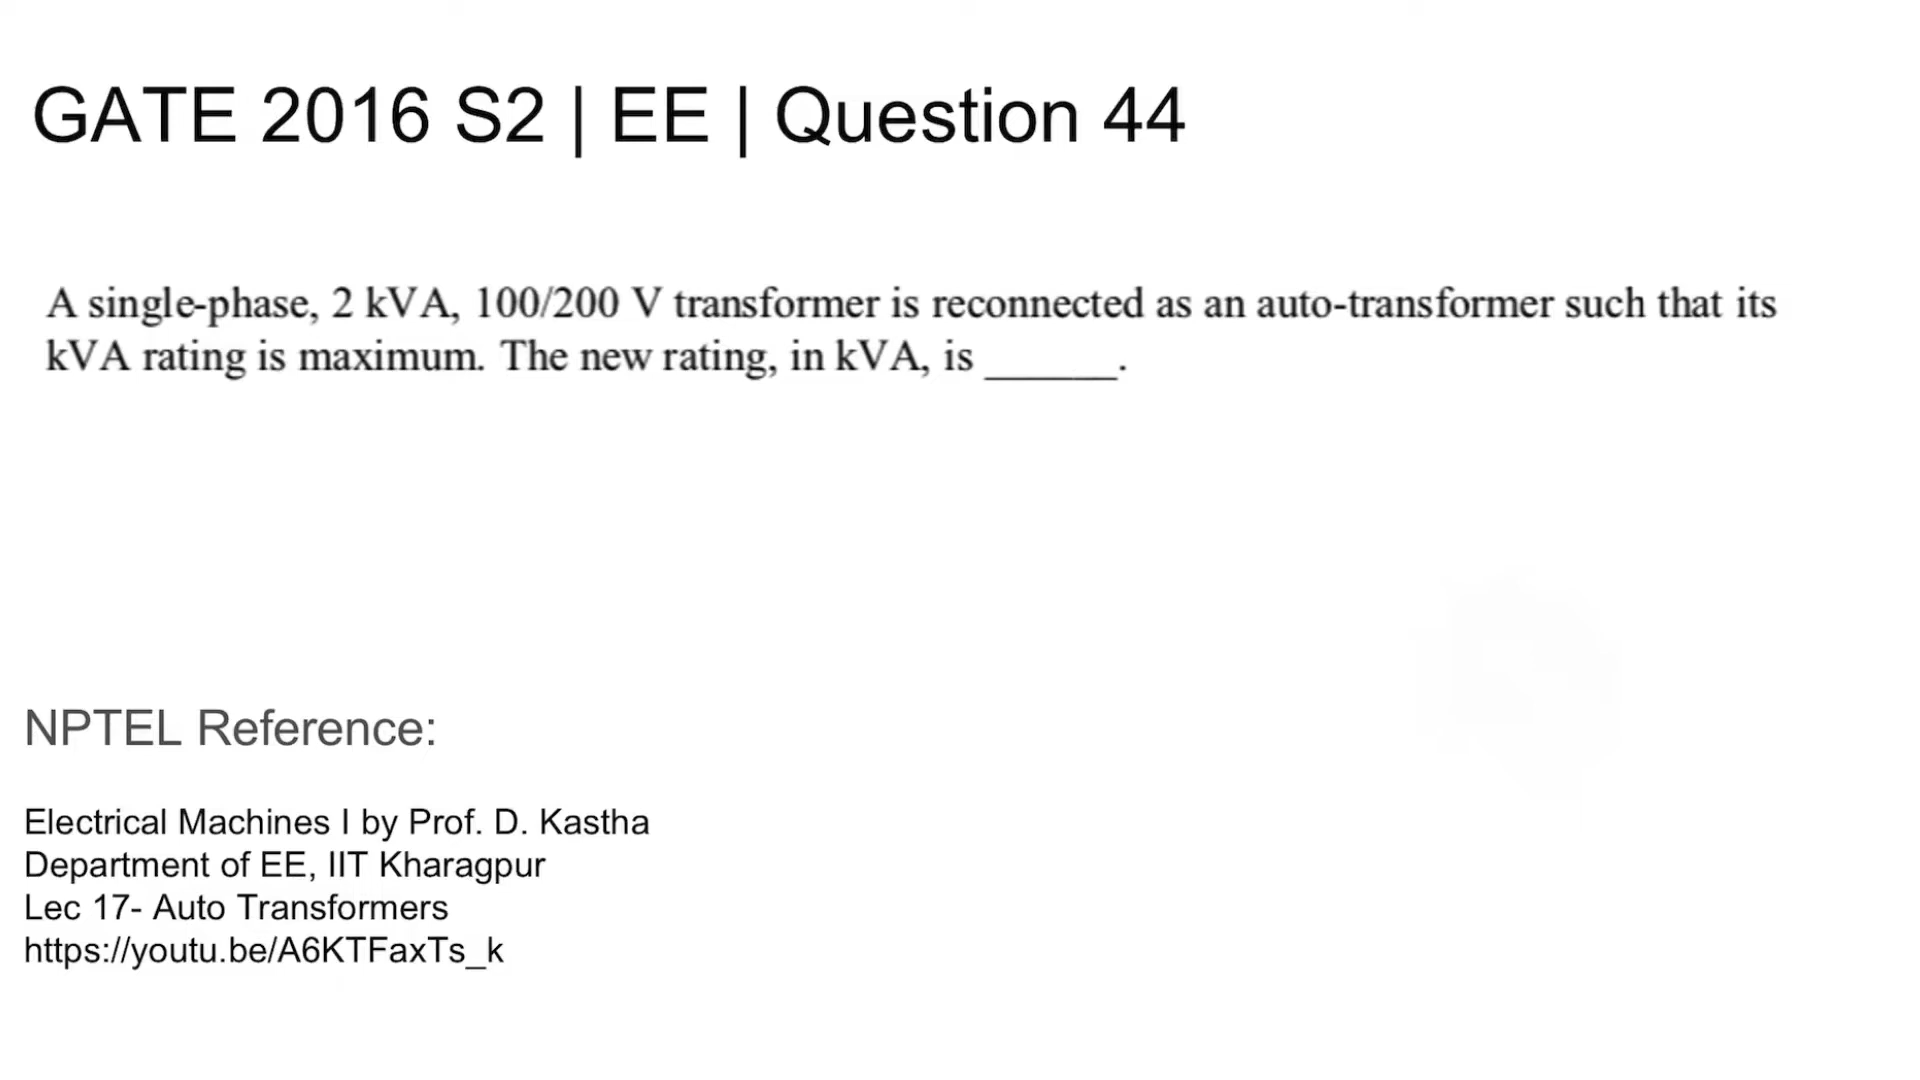 GATE 2016 S2 | EE | Question 44
A single-phase, 2 kVA, 100/200 V transformer is reconnected as an auto-transformer such that its
kVA rating is maximum. The new rating, in kVA, is ______.
NPTEL Reference:
Electrical Machines I by Prof. D. Kastha
Department of EE, IIT Kharagpur
Lec 17- Auto Transformers
https://youtu.be/A6KTFaxTs_k